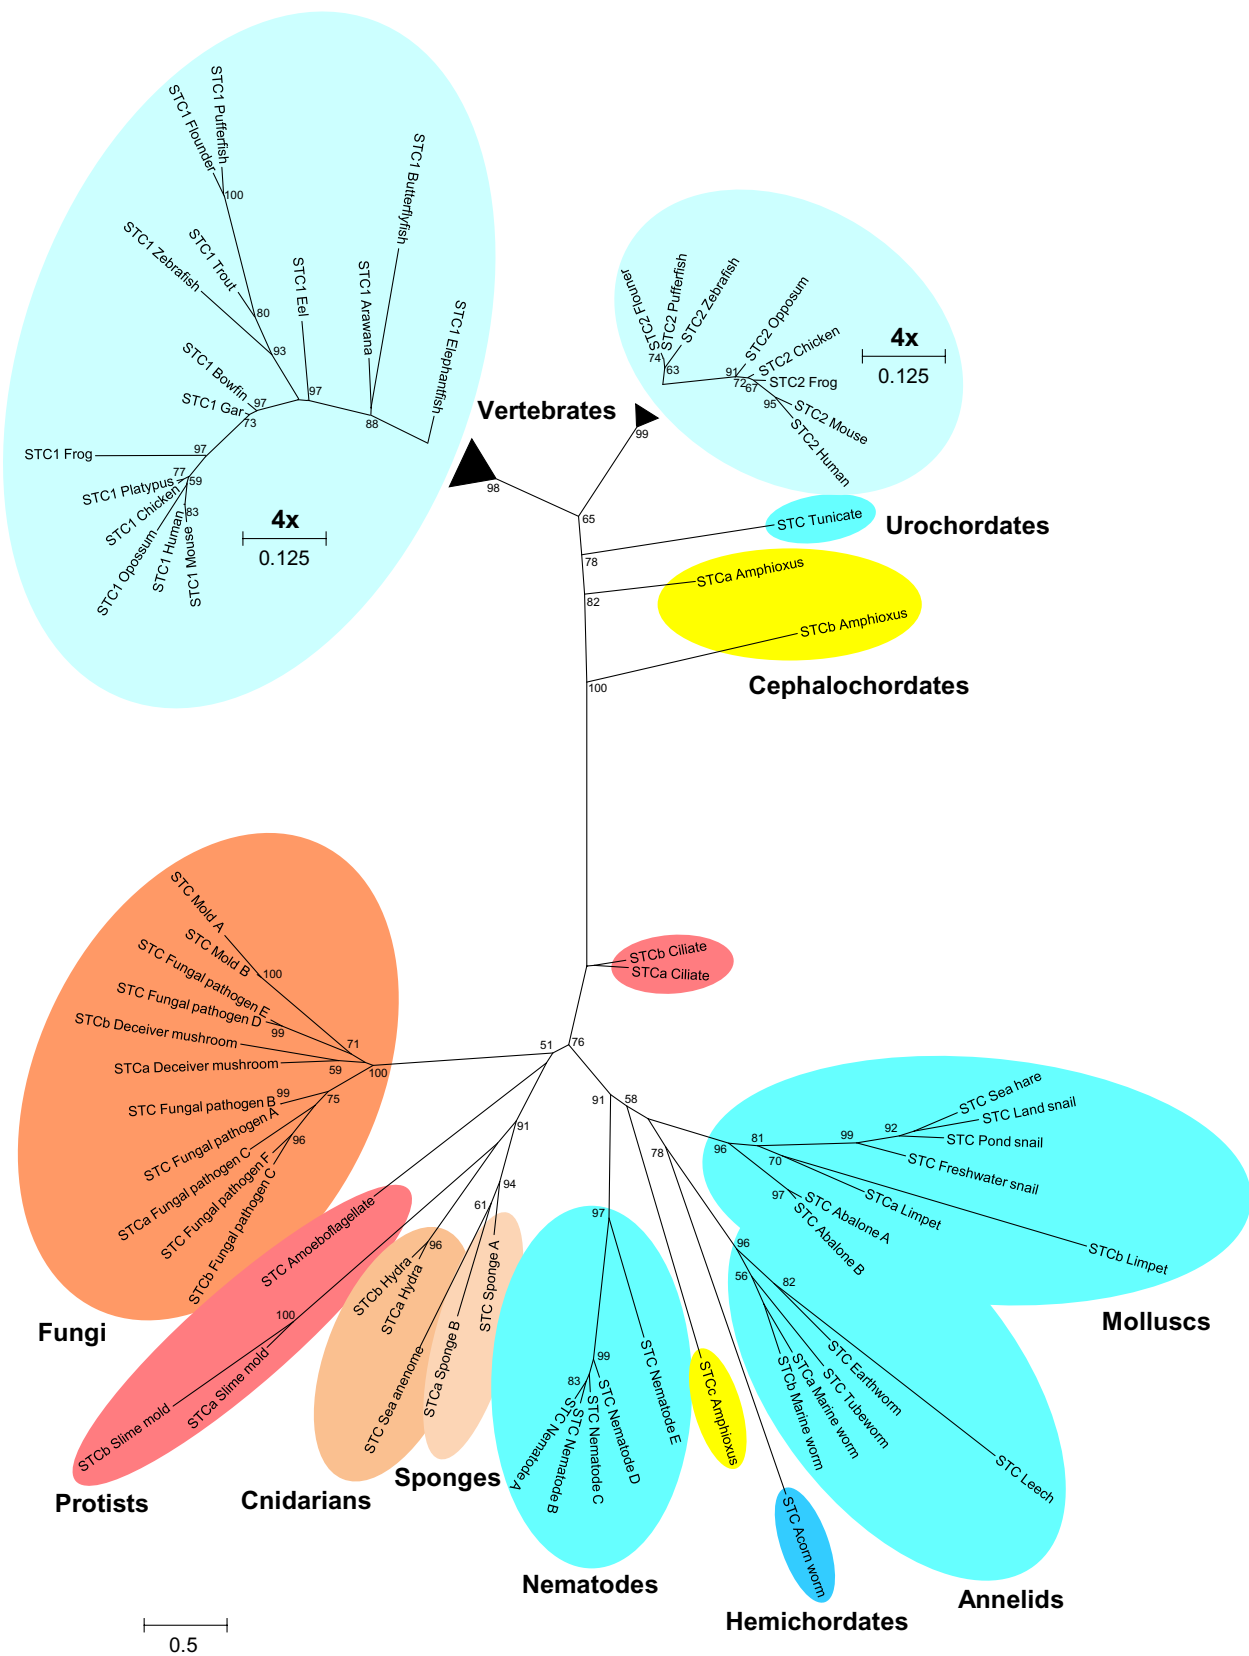 STC1 Pufferfish
STC1 Flounder
100
STC1 Butterflyfish
STC1 Zebrafish
STC1 Trout
80
STC1 Eel
STC1 Arawana
STC1 Elephantfish
93
97
STC1 Bowfin
97
STC1 Gar
73
88
STC1 Frog
97
77
STC1 Platypus
59
STC1 Chicken
83
STC1 Opossum
STC1 Human
STC1 Mouse
4x
0.125
STC2 Flouner
STC2 Pufferfish
STC2 Zebrafish
STC2 Opposum
74
63
91
72
67
STC2 Chicken
STC2 Frog
95
STC2 Mouse
STC2 Human
4x
0.125
Vertebrates
99
98
65
STC Tunicate
Urochordates
78
STCa Amphioxus
82
STCb Amphioxus
100
Cephalochordates
STC Mold A
STC Mold B
100
STC Fungal pathogen E
STC Fungal pathogen D
99
STCb Deceiver mushroom
71
STCa Deceiver mushroom
59
100
99
STC Fungal pathogen B
75
STC Fungal pathogen A
96
STCa Fungal pathogen C
STC Fungal pathogen F
STCb Fungal pathogen C
Fungi
STCb Ciliate
STCa Ciliate
51
76
91
58
91
94
61
78
STC Amoeboflagellate
100
STCa Slime mold
STCb Slime mold
Protists
96
STCb Hydra
STCa Hydra
STC Sea anenome
Cnidarians
STC Sponge A
STCa Sponge B
Sponges
97
99
83
STC Nematode E
STC Nematode D
STC Nematode C
STC Nematode B
STC Nematode A
Nematodes
STCc Amphioxus
STC Acorn worm
Hemichordates
96
81
99
92
STC Sea hare
STC Land snail
STC Pond snail
STC Freshwater snail
70
97
STCa Limpet
STC Abalone A
STC Abalone B
STCb Limpet
Molluscs
96
56
82
STC Earthworm
STC Tubeworm
STCa Marine worm
STCb Marine worm
STC Leech
Annelids
0.5